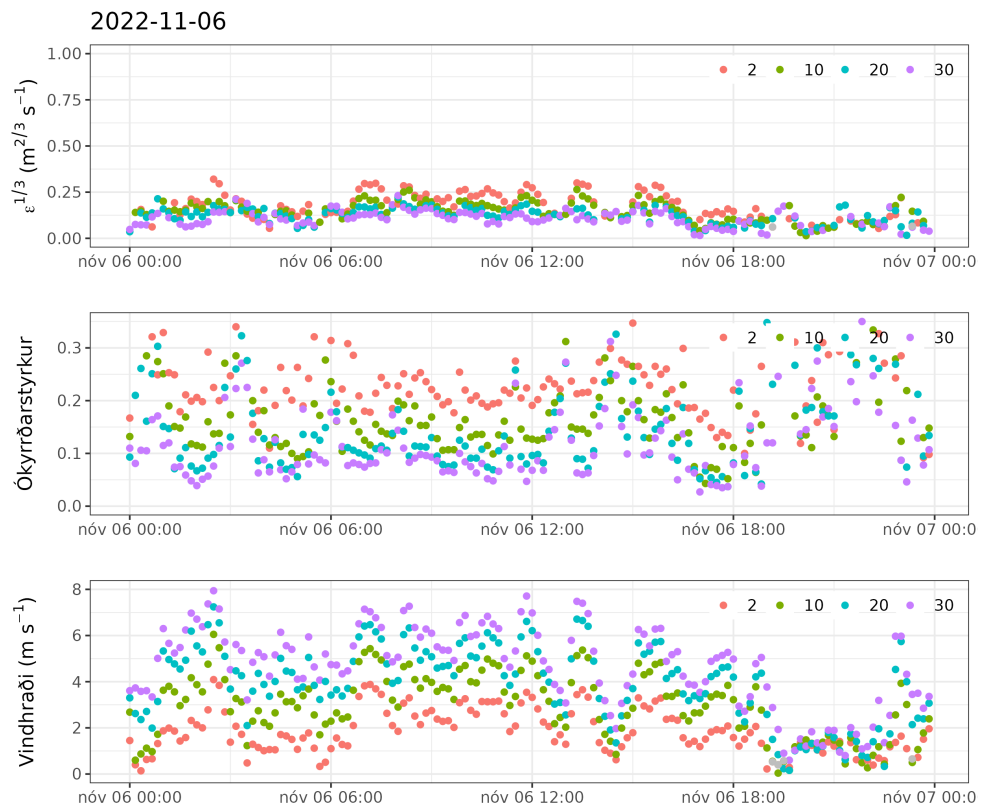 2022-11-06
ε^1/3 (m^2/3 s^−1)
1.00
0.75
0.50
0.25
0.00
2 10 20 30
nóv 06 00:00 nóv 06 06:00 nóv 06 12:00 nóv 06 18:00 nóv 07 00:0
Ókyrrðarstyrkur
0.3
0.2
0.1
0.0
2 10 20 30
nóv 06 00:00 nóv 06 06:00 nóv 06 12:00 nóv 06 18:00 nóv 07 00:0
Vindhraði (m s^−1)
8
6
4
2
0
2 10 20 30
nóv 06 00:00 nóv 06 06:00 nóv 06 12:00 nóv 06 18:00 nóv 07 00:0